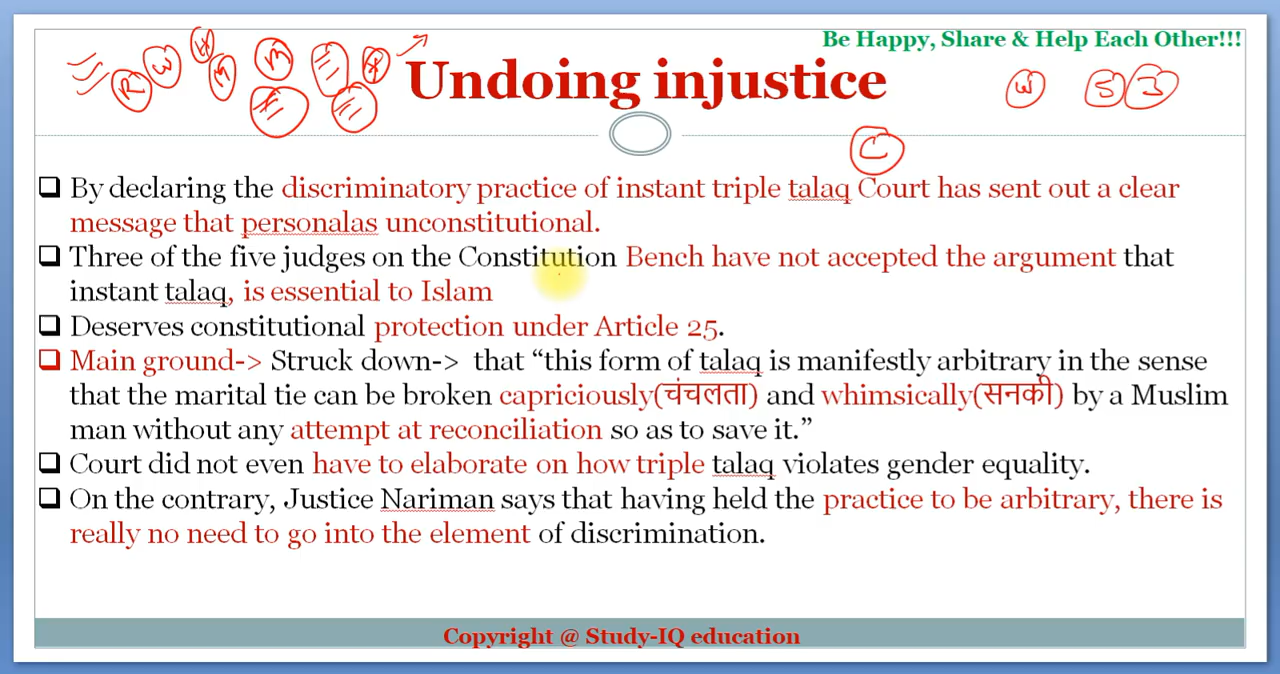 Be Happy, Share & Help Each Other!!!
R W M M
W S J
Undoing injustice
C
By declaring the discriminatory practice of instant triple talaq Court has sent out a clear
message that personalas unconstitutional.
Three of the five judges on the Constitution Bench have not accepted the argument that
instant talaq, is essential to Islam
Deserves constitutional protection under Article 25.
Main ground-> Struck down-> that “this form of talaq is manifestly arbitrary in the sense
that the marital tie can be broken capriciously(चंचलता) and whimsically(सनकी) by a Muslim
man without any attempt at reconciliation so as to save it.”
Court did not even have to elaborate on how triple talaq violates gender equality.
On the contrary, Justice Nariman says that having held the practice to be arbitrary, there is
really no need to go into the element of discrimination.
Copyright @ Study-IQ education